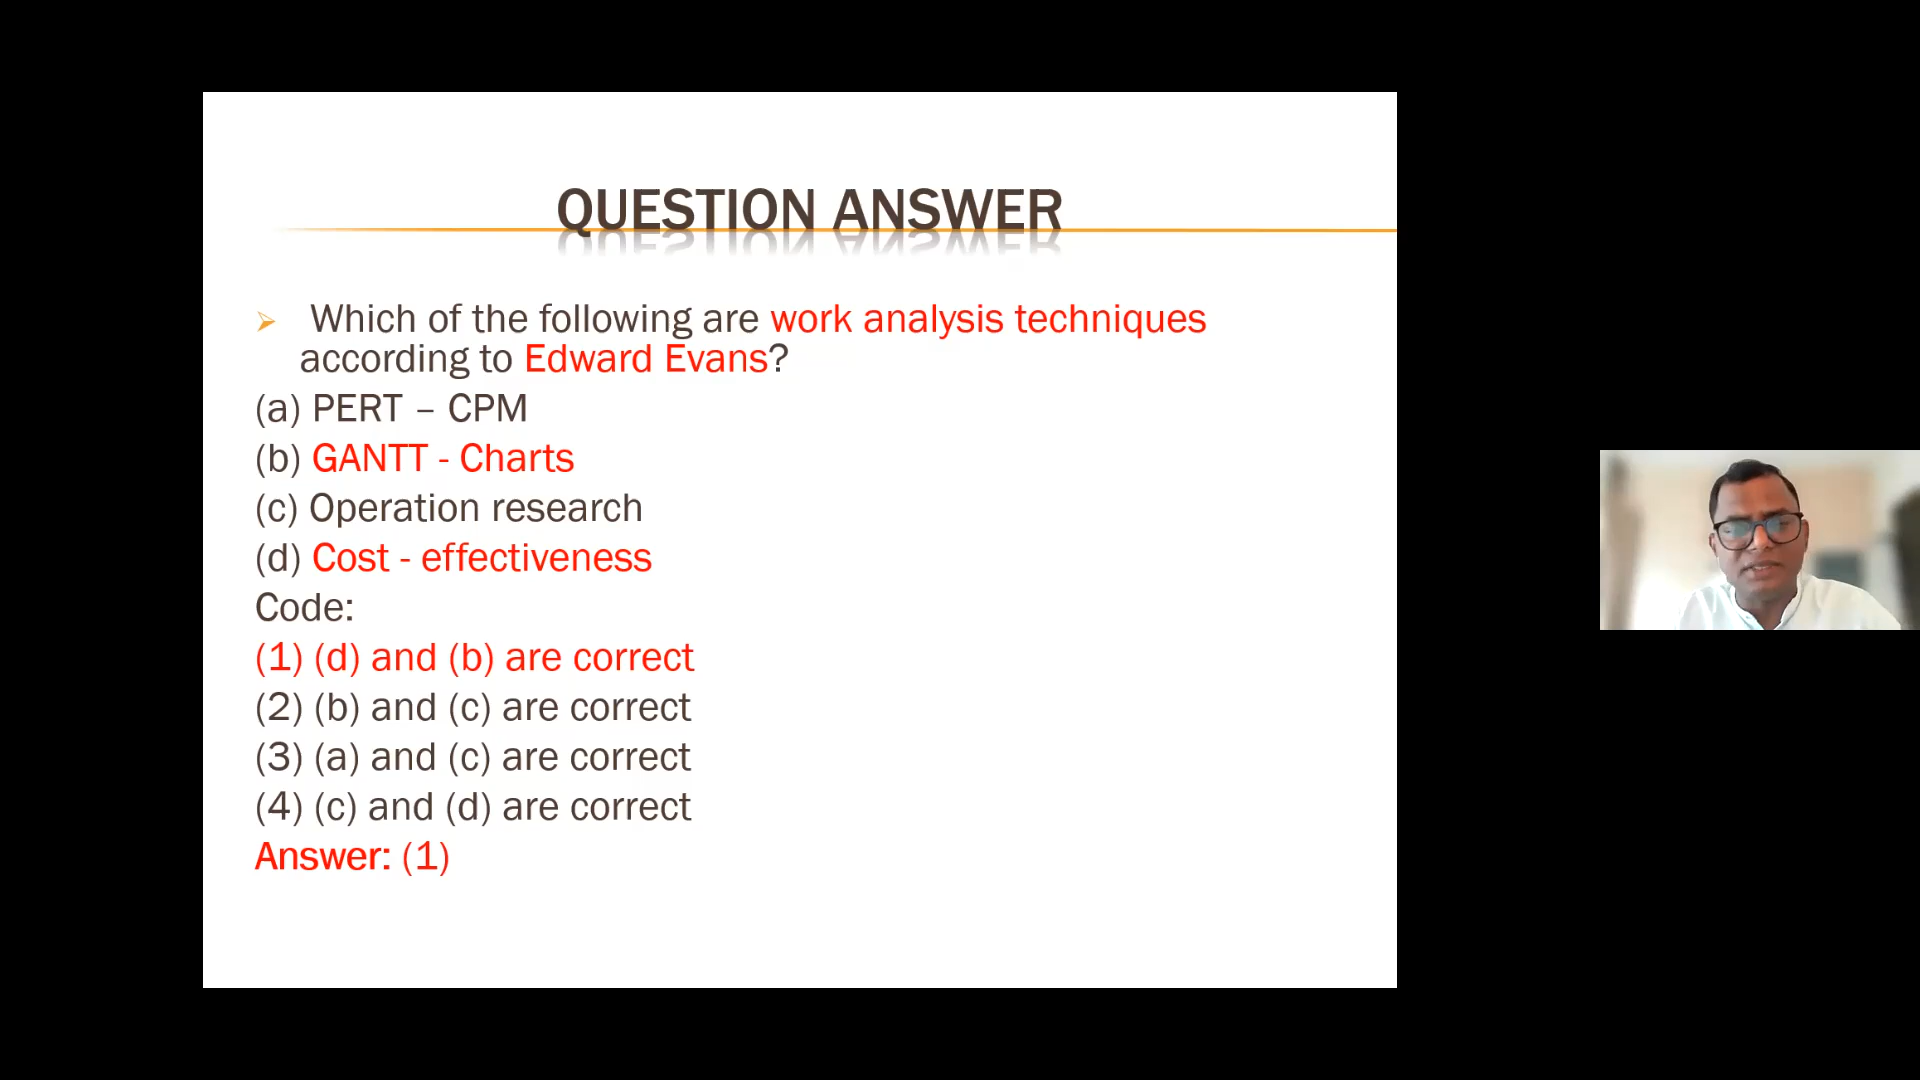 QUESTION ANSWER
Which of the following are work analysis techniques
according to Edward Evans?
(a) PERT – CPM
(b) GANTT - Charts
(c) Operation research
(d) Cost - effectiveness
Code:
(1) (d) and (b) are correct
(2) (b) and (c) are correct
(3) (a) and (c) are correct
(4) (c) and (d) are correct
Answer: (1)